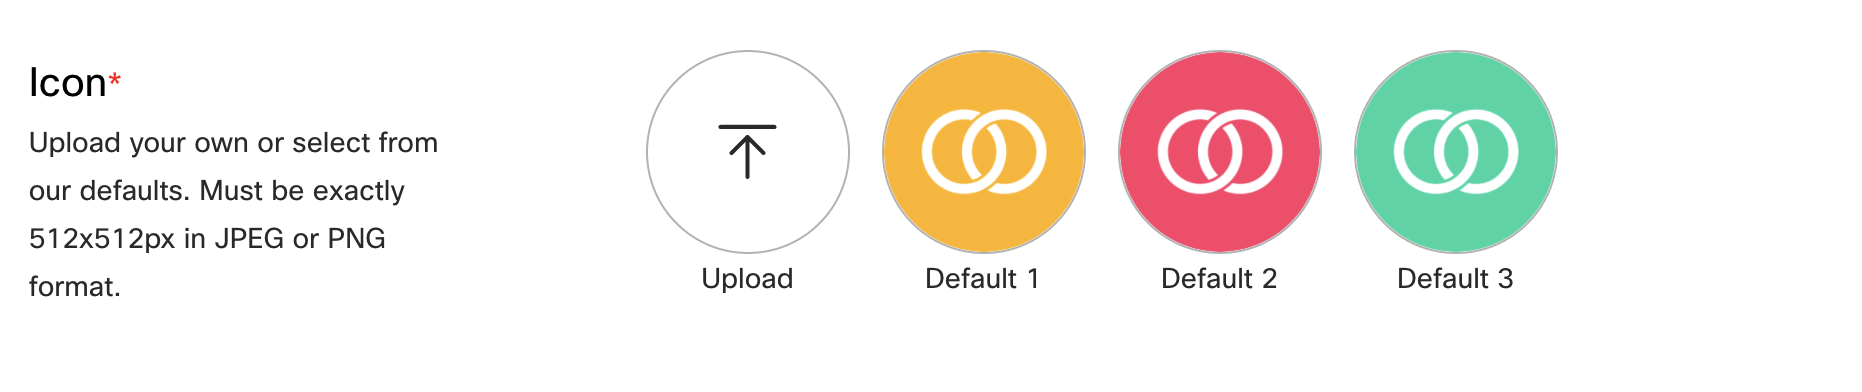 Icon*
Upload your own or select from
our defaults. Must be exactly
512x512px in JPEG or PNG
format.
Upload
Default 1
Default 2
Default 3